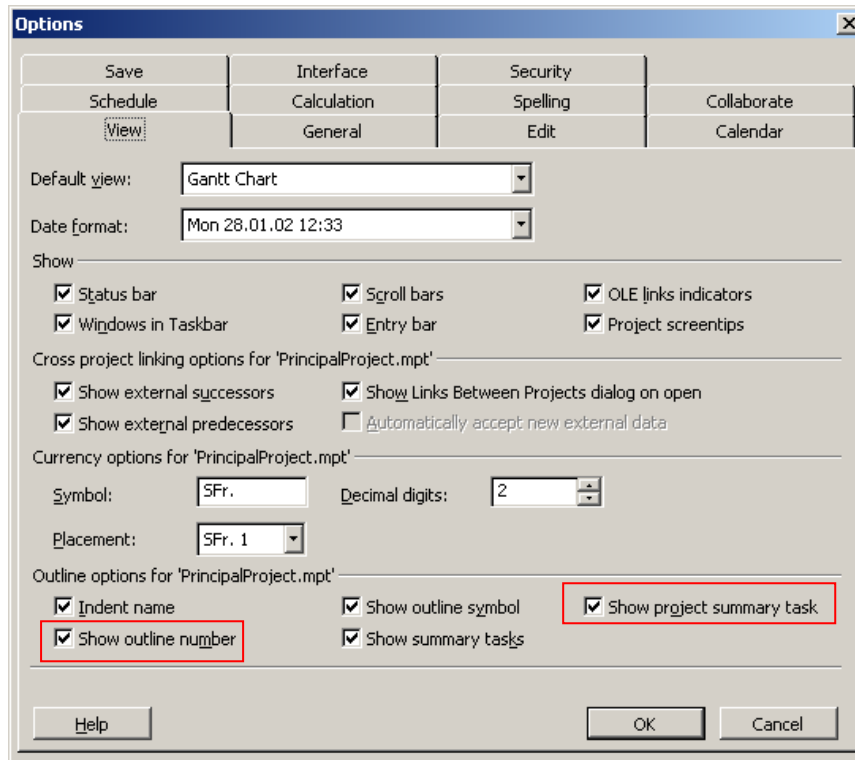 Options
Save Interface Security
Schedule Calculation Spelling Collaborate
View General Edit Calendar
Default view: Gantt Chart
Date format: Mon 28.01.02 12:33
Show
Status bar Scroll bars OLE links indicators
Windows in Taskbar Entry bar Project screentips
Cross project linking options for 'PrincipalProject.mpt'
Show external successors Show Links Between Projects dialog on open
Show external predecessors Automatically accept new external data
Currency options for 'PrincipalProject.mpt'
Symbol: SFr. Decimal digits: 2
Placement: SFr. 1
Outline options for 'PrincipalProject.mpt'
Indent name Show outline symbol Show project summary task
Show outline number Show summary tasks
Help OK Cancel